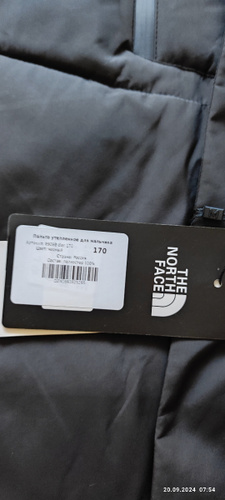 Пальто утепленное для мальчика
170
Цвет: черный
Страна: Россия
Состав: полиэстер 100%
THE
NORTH
FACE
20.09.2024 07:54